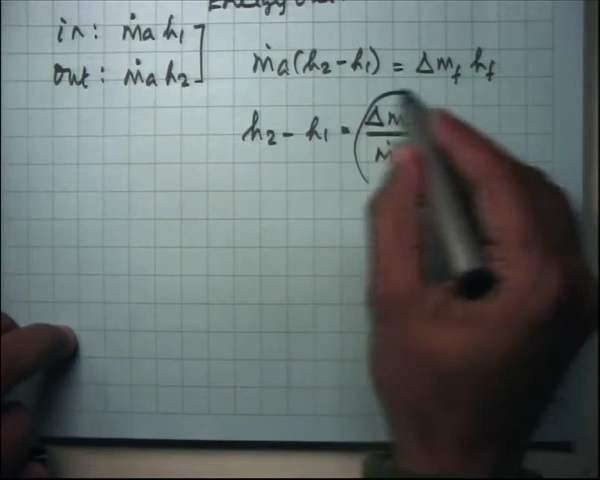 in: ṁa h1
out: ṁa h2
ṁa(h2-h1) = Δmf hf
h2 - h1 =